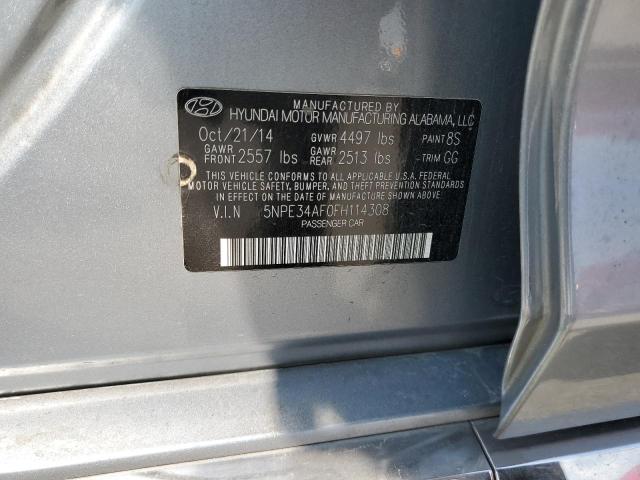 MANUFACTURED BY
HYUNDAI MOTOR MANUFACTURING ALABAMA, LLC
Oct/21/14 GVWR 4497 lbs PAINT 8S
GAWR FRONT 2557 lbs GAWR REAR 2513 lbs TRIM GG
THIS VEHICLE CONFORMS TO ALL APPLICABLE U.S.A. FEDERAL
MOTOR VEHICLE SAFETY, BUMPER, AND THEFT PREVENTION STANDARDS
IN EFFECT ON THE DATE OF MANUFACTURE SHOWN ABOVE.
V.I.N 5NPE34AF0FH114308
PASSENGER CAR